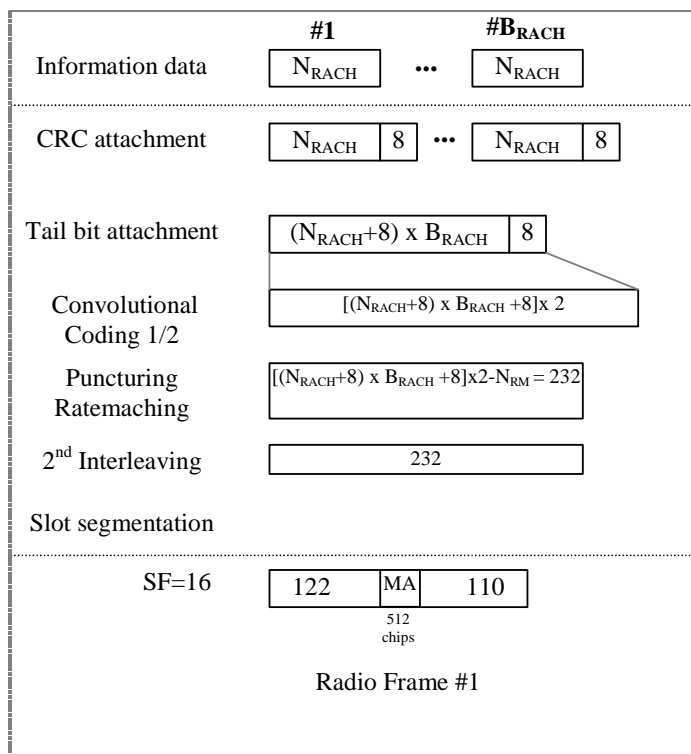 #1 #B_RACH
Information data N_RACH ••• N_RACH
CRC attachment N_RACH 8 ••• N_RACH 8
Tail bit attachment (N_RACH+8) x B_RACH 8
Convolutional
Coding 1/2
[(N_RACH+8) x B_RACH +8]x 2
Puncturing
Ratemaching
[(N_RACH+8) x B_RACH +8]x2-N_RM = 232
2nd Interleaving 232
Slot segmentation
SF=16 122 MA 110
512
chips
Radio Frame #1